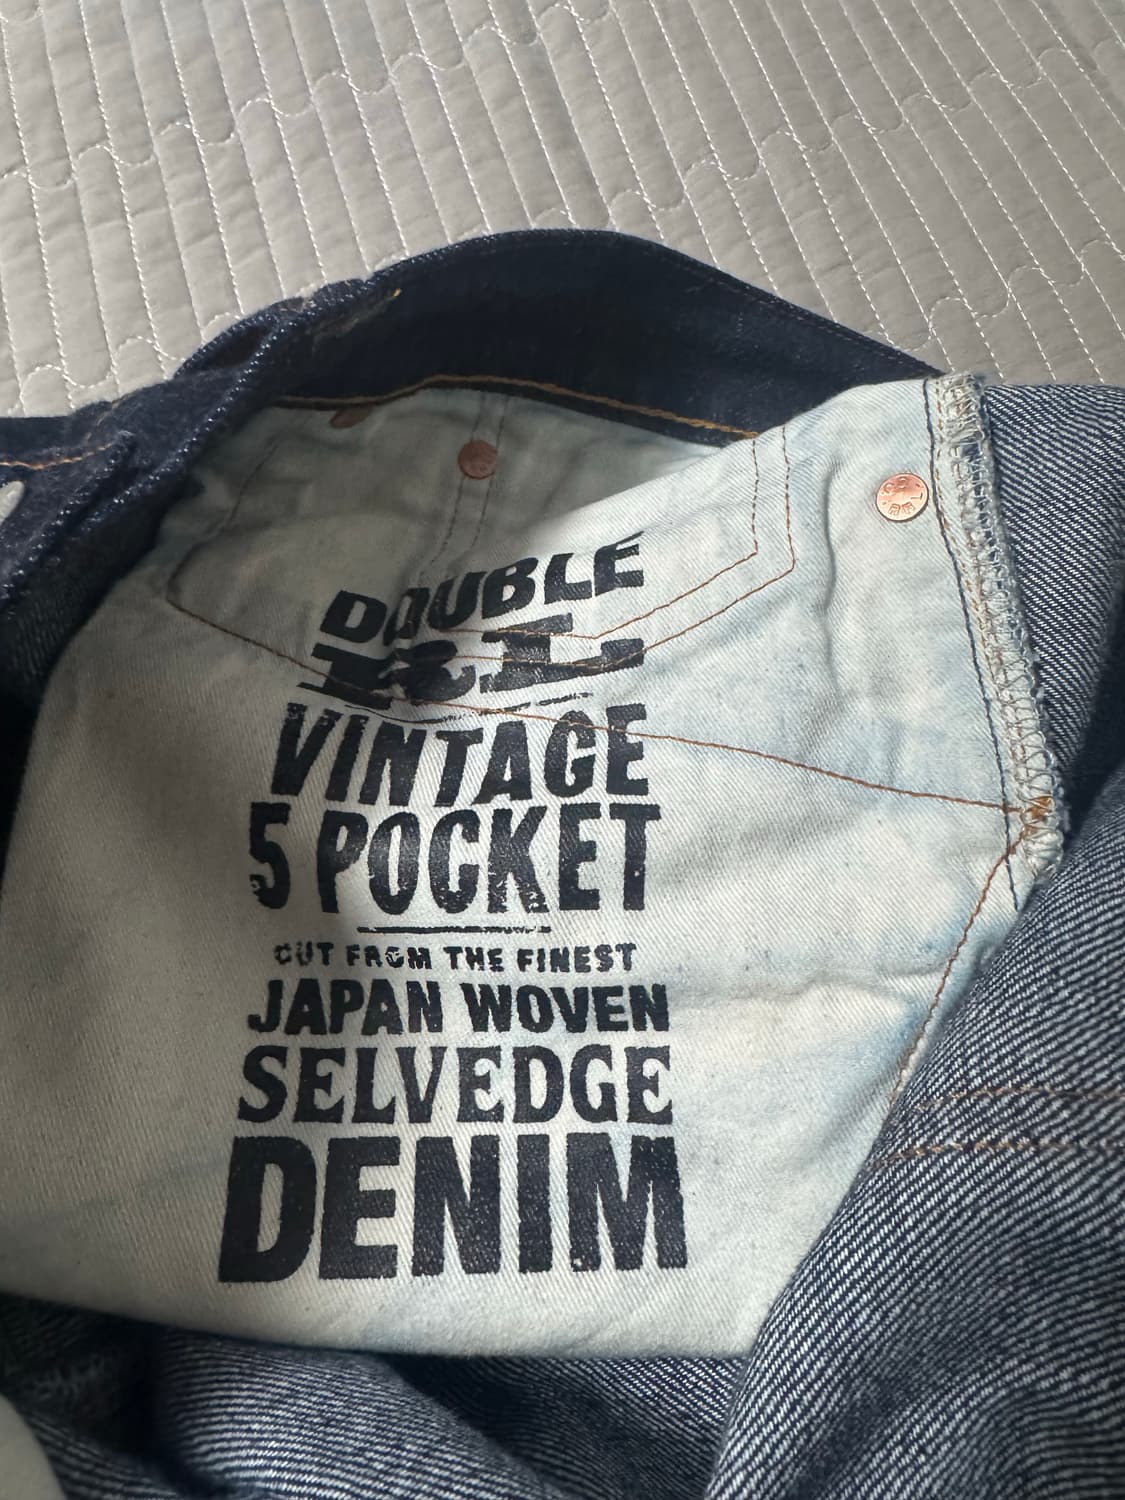 DOUBLE
RL
VINTAGE
5 POCKET
CUT FROM THE FINEST
JAPAN WOVEN
SELVEDGE
DENIM